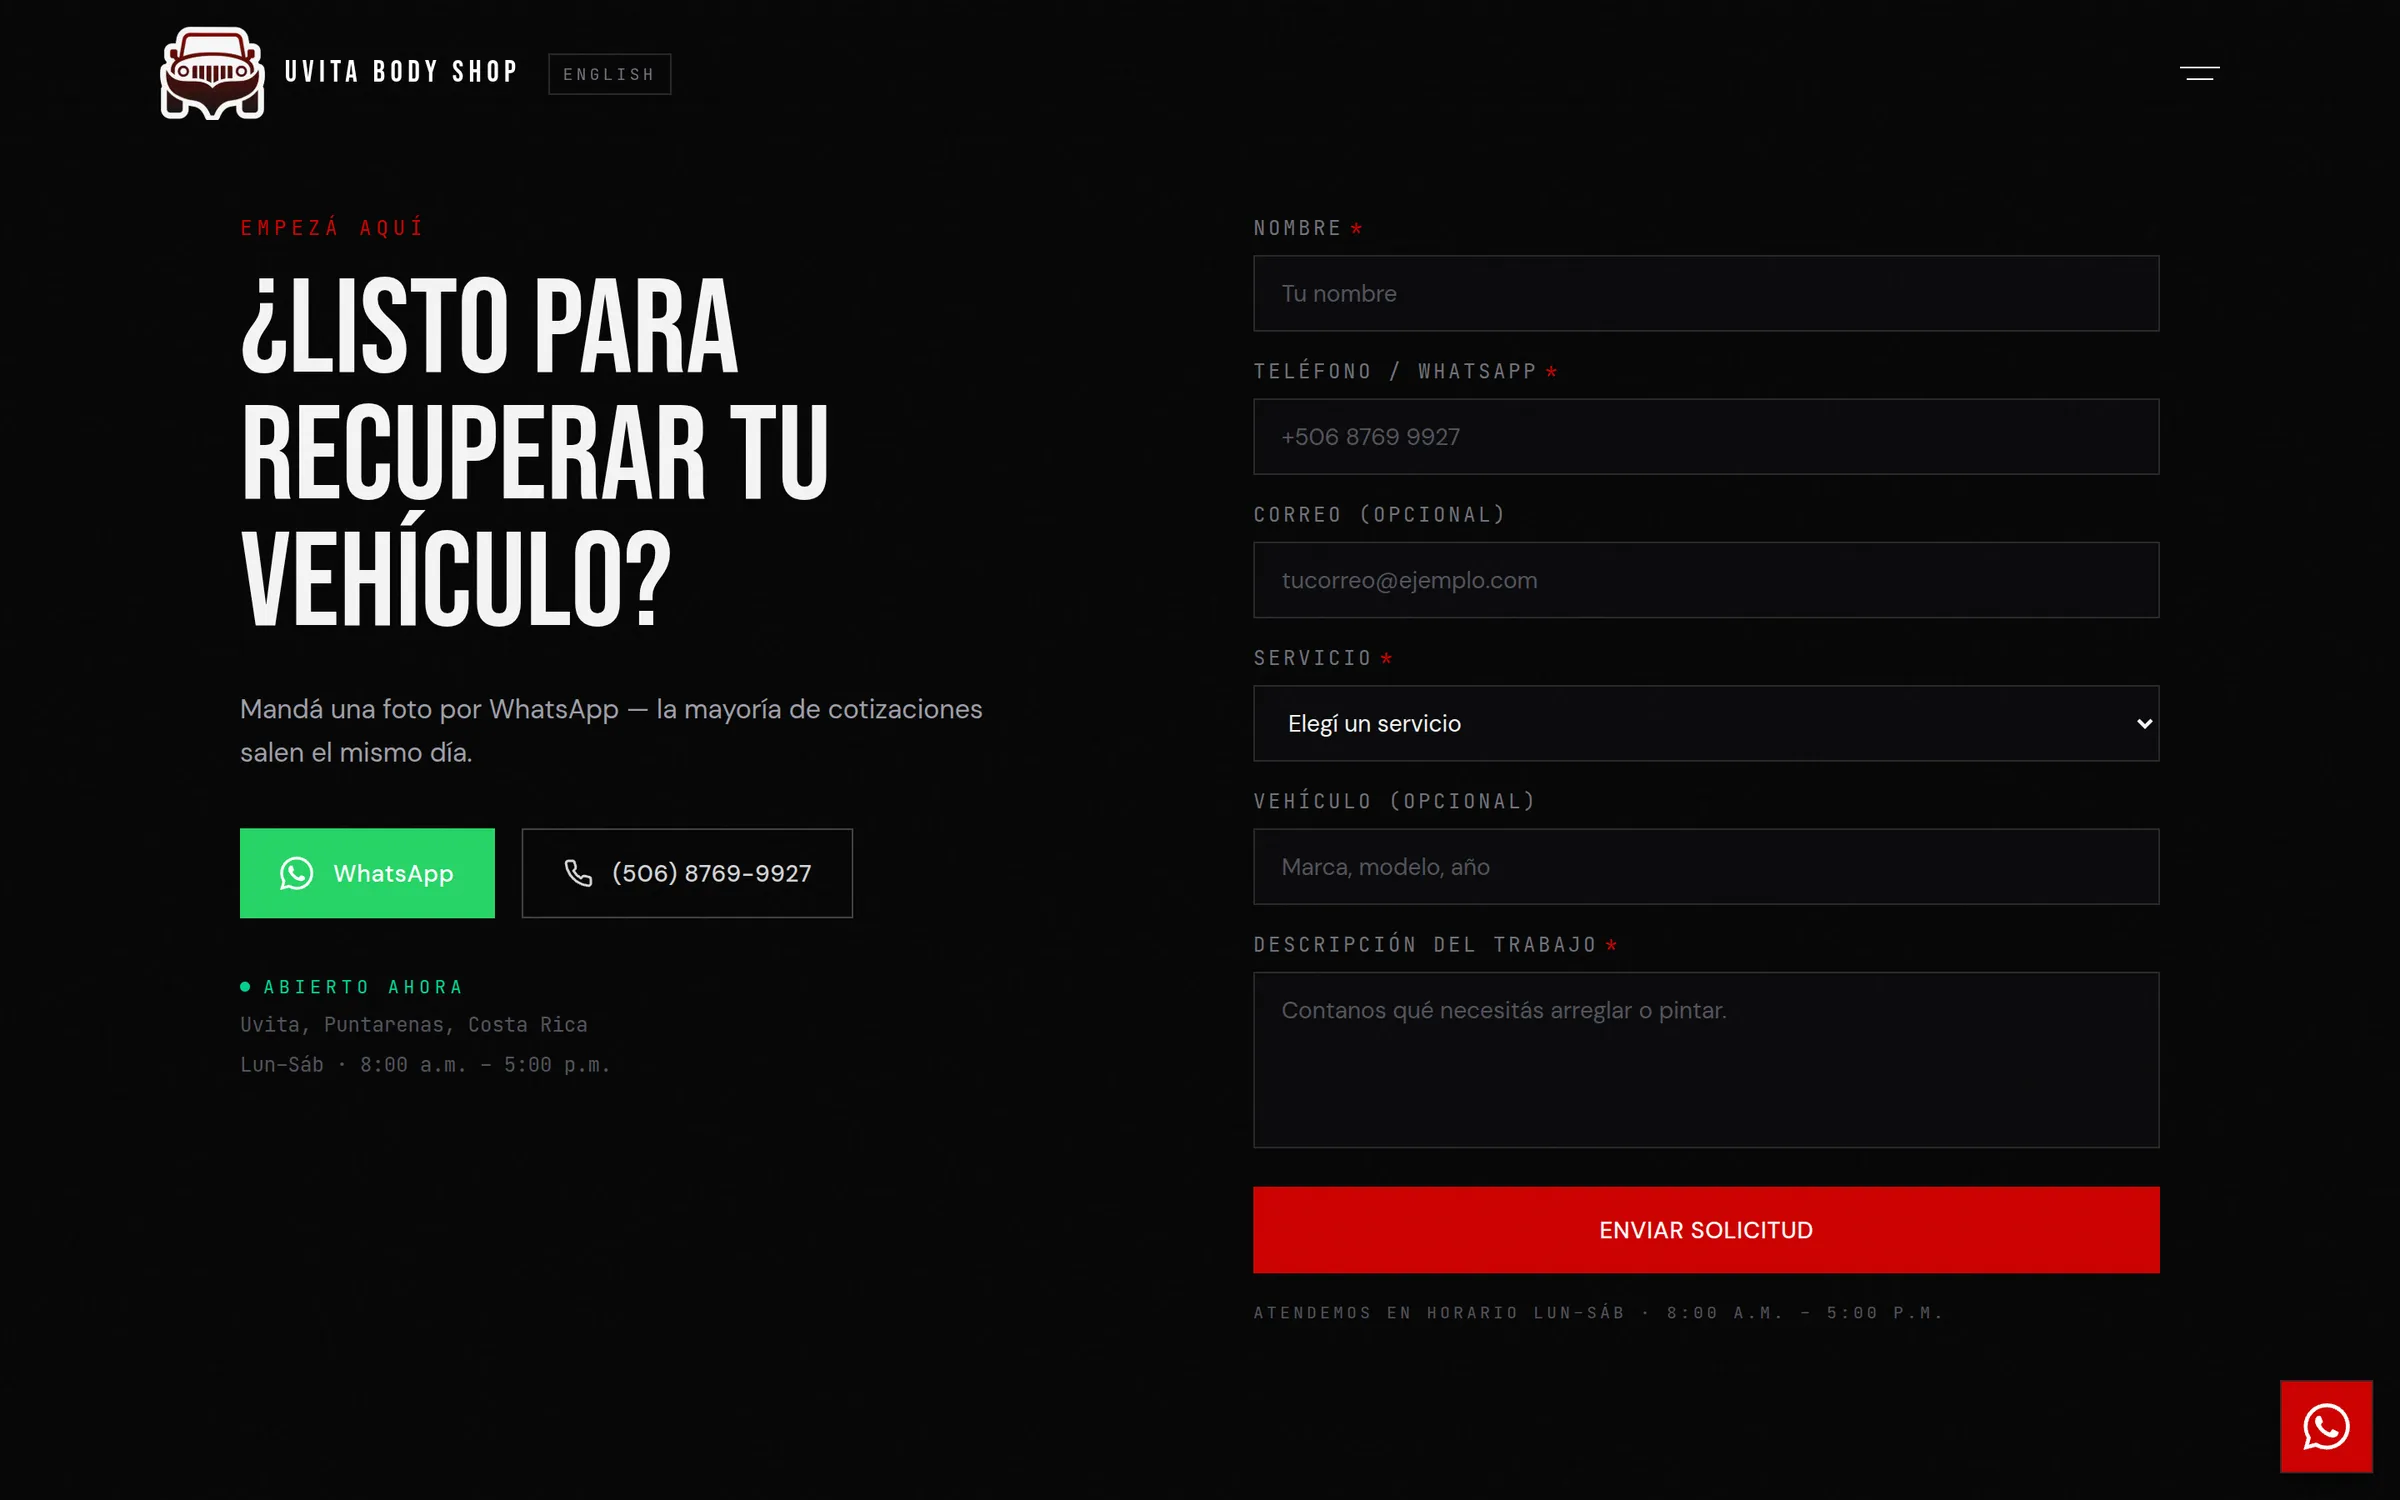 UVITA BODY SHOP
ENGLISH
EMPEZÁ AQUÍ
¿LISTO PARA
RECUPERAR TU
VEHÍCULO?
Mandá una foto por WhatsApp — la mayoría de cotizaciones
salen el mismo día.
WhatsApp
(506) 8769-9927
ABIERTO AHORA
Uvita, Puntarenas, Costa Rica
Lun–Sáb · 8:00 a.m. – 5:00 p.m.
NOMBRE *
Tu nombre
TELÉFONO / WHATSAPP *
+506 8769 9927
CORREO (OPCIONAL)
tucorreo@ejemplo.com
SERVICIO *
Elegí un servicio
VEHÍCULO (OPCIONAL)
Marca, modelo, año
DESCRIPCIÓN DEL TRABAJO *
Contanos qué necesitás arreglar o pintar.
ENVIAR SOLICITUD
ATENDEMOS EN HORARIO LUN–SÁB · 8:00 A.M. – 5:00 P.M.